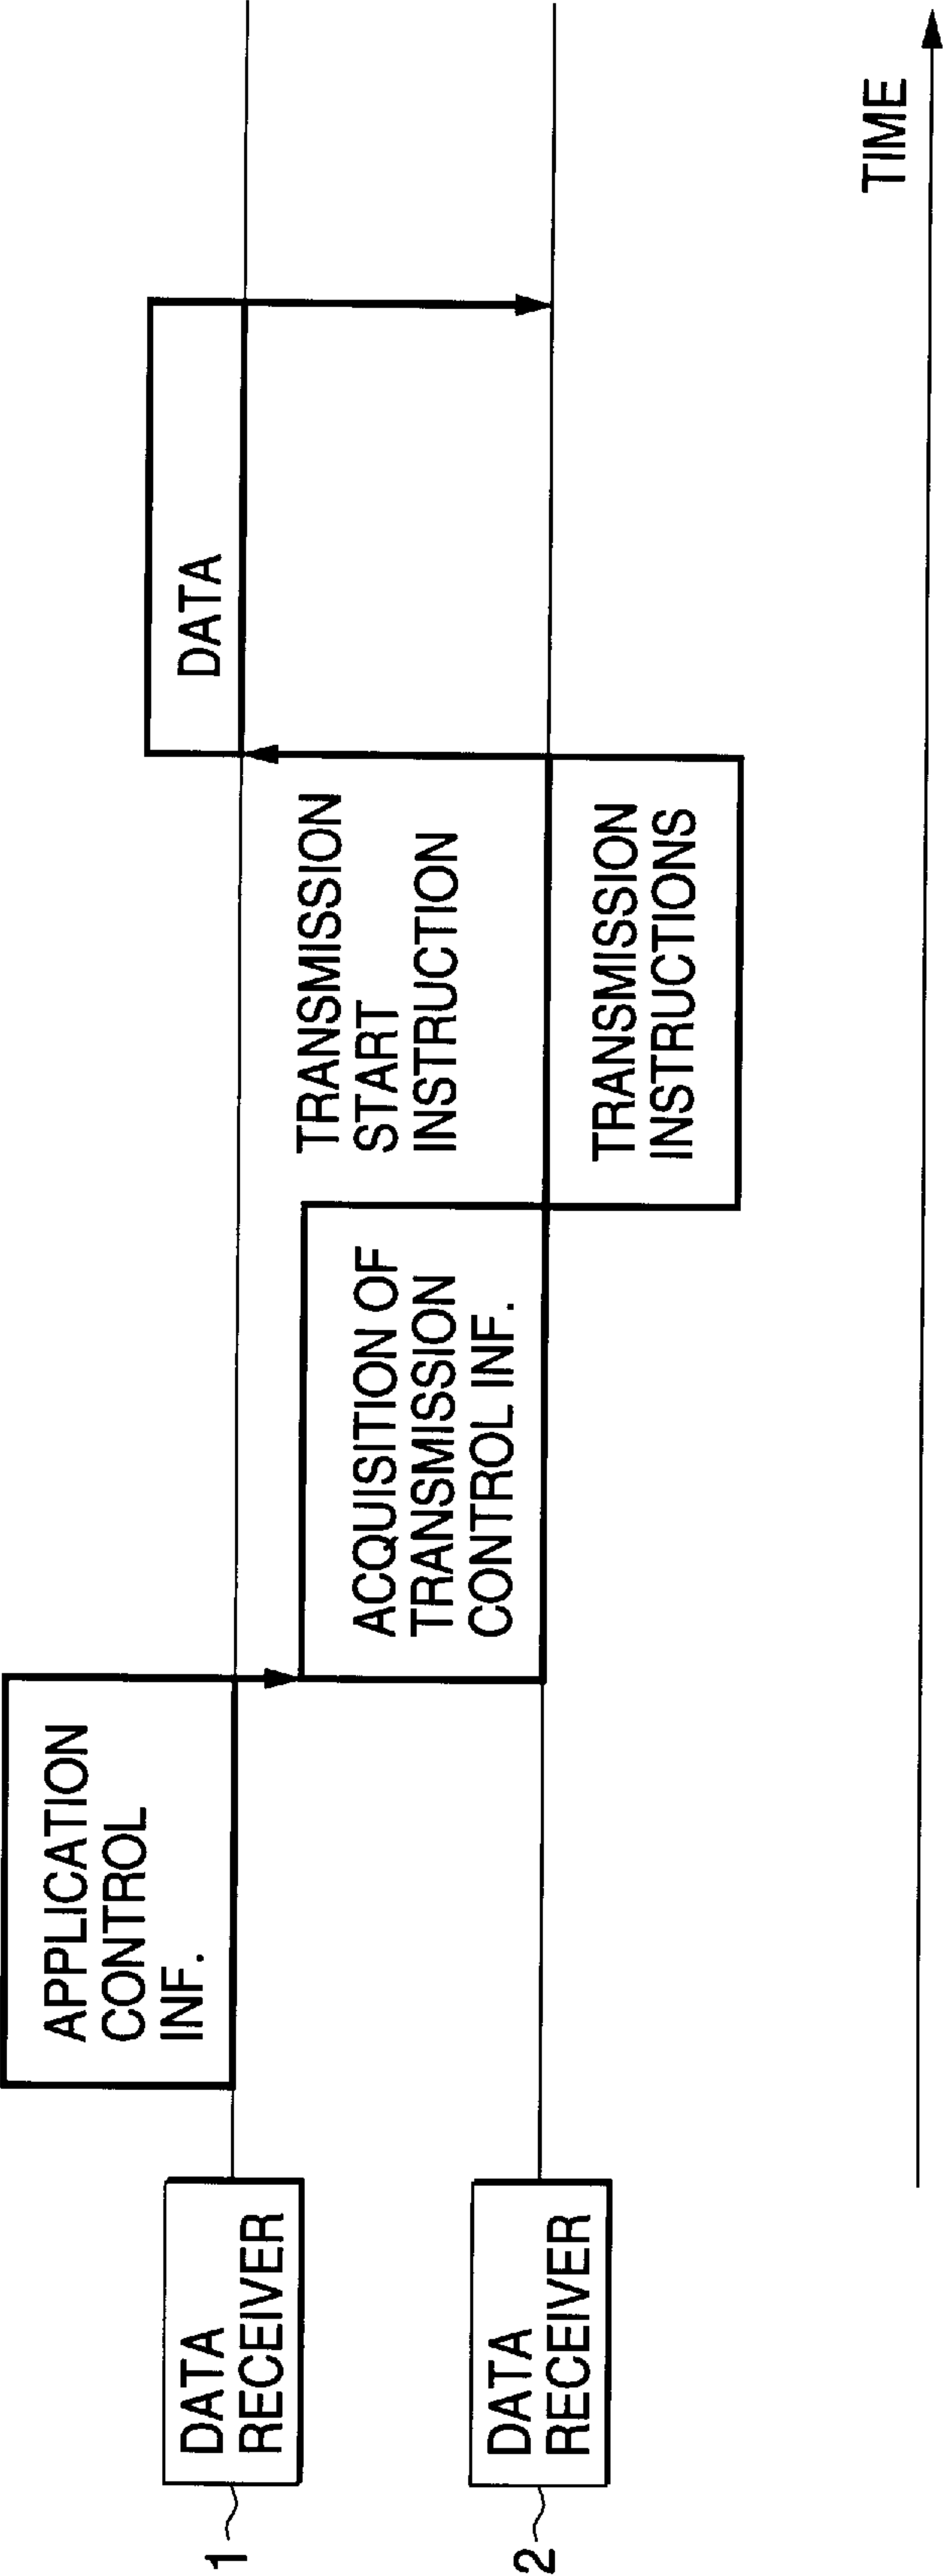 APPLICATION
CONTROL
INF.
DATA
ACQUISITION OF
TRANSMISSION
CONTROL INF.
TRANSMISSION
START
INSTRUCTION
TRANSMISSION
INSTRUCTIONS
1
DATA
RECEIVER
2
DATA
RECEIVER
TIME